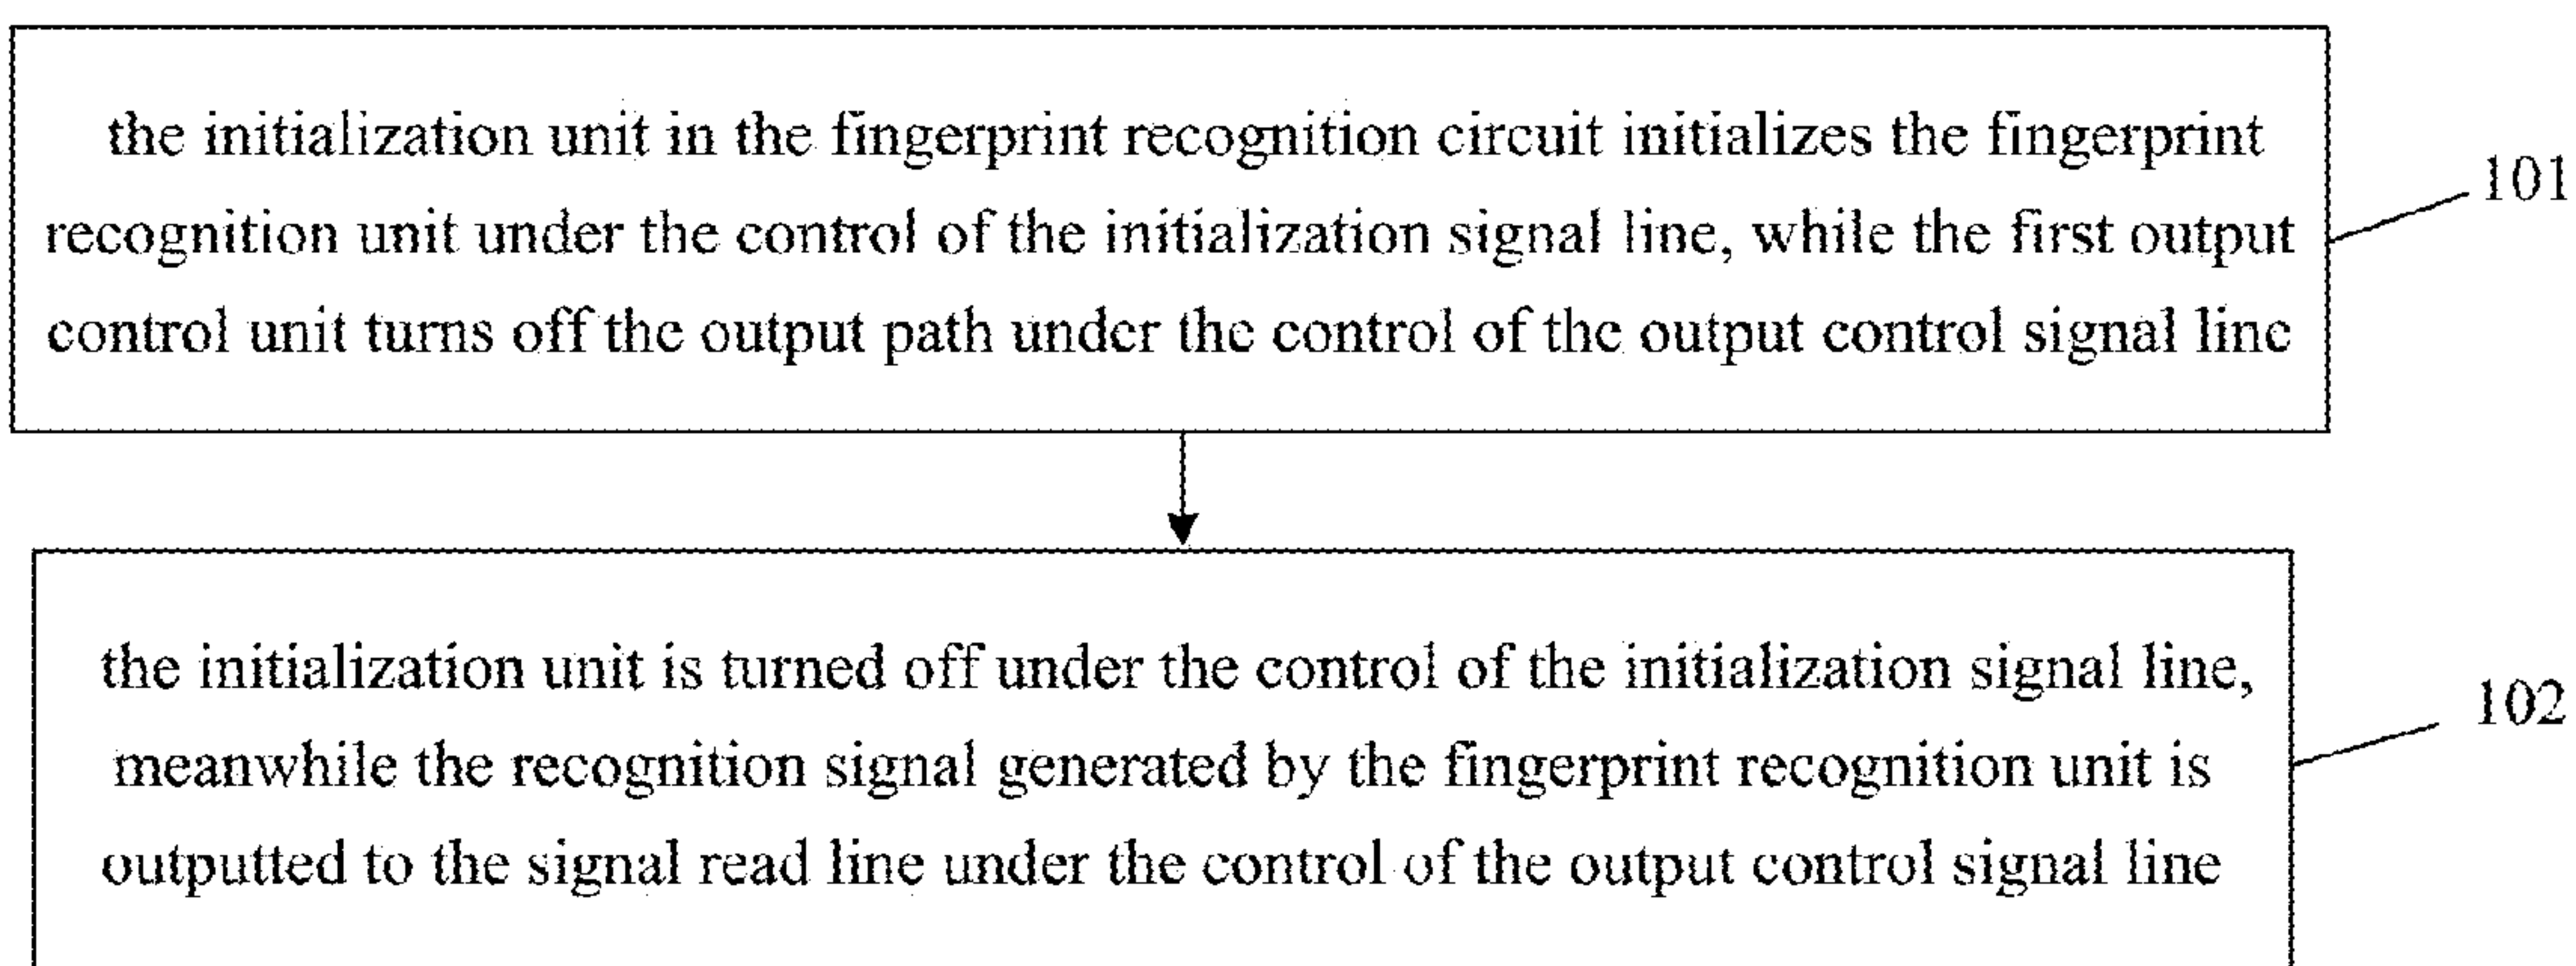 the initialization unit in the fingerprint recognition circuit initializes the fingerprint
recognition unit under the control of the initialization signal line, while the first output
control unit turns off the output path under the control of the output control signal line
101
the initialization unit is turned off under the control of the initialization signal line,
meanwhile the recognition signal generated by the fingerprint recognition unit is
outputted to the signal read line under the control of the output control signal line
102